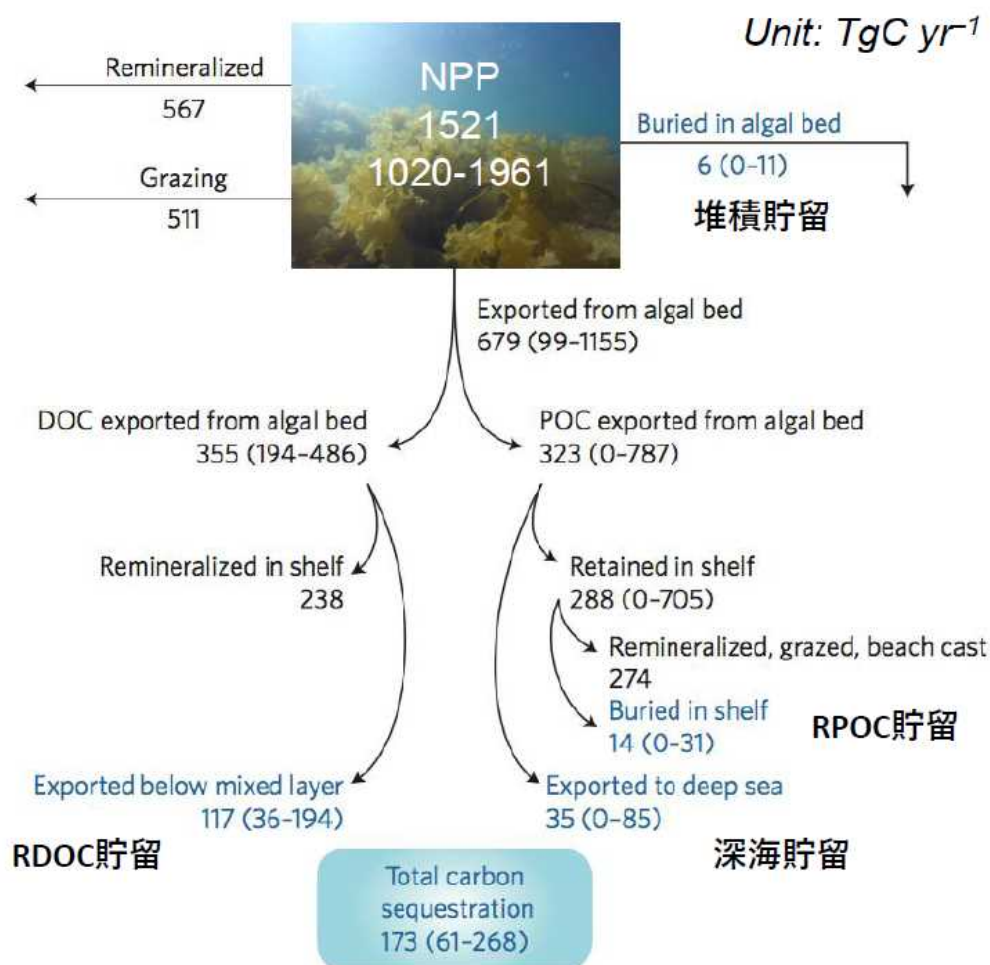 Unit: TgC yr⁻¹
NPP
1521
1020-1961
Remineralized
567
Grazing
511
Buried in algal bed
6 (0–11)
堆積貯留
Exported from algal bed
679 (99–1155)
DOC exported from algal bed
355 (194–486)
POC exported from algal bed
323 (0–787)
Remineralized in shelf
238
Retained in shelf
288 (0–705)
Remineralized, grazed, beach cast
274
Buried in shelf
14 (0–31)
RPOC貯留
Exported below mixed layer
117 (36–194)
RDOC貯留
Exported to deep sea
35 (0–85)
深海貯留
Total carbon
sequestration
173 (61–268)